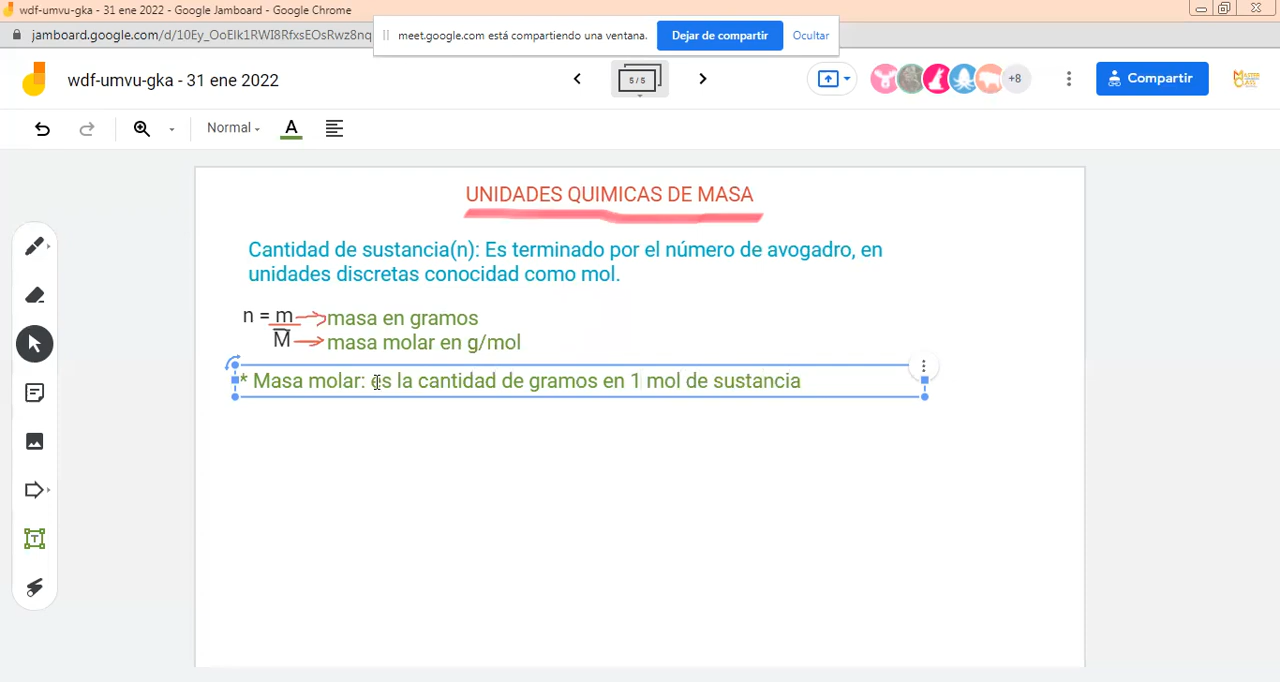 wdf-umvu-gka - 31 ene 2022 - Google Jamboard - Google Chrome
jamboard.google.com/d/10Ey_OoElk1RWI8RfxsEOsRwz8nq
meet.google.com está compartiendo una ventana. Dejar de compartir Ocultar
wdf-umvu-gka - 31 ene 2022
5 / 5
+8
Compartir
MASTER CLASS
Normal
A
UNIDADES QUIMICAS DE MASA
Cantidad de sustancia(n): Es terminado por el número de avogadro, en
unidades discretas conocidad como mol.
n = m masa en gramos
M masa molar en g/mol
* Masa molar: es la cantidad de gramos en 1 mol de sustancia